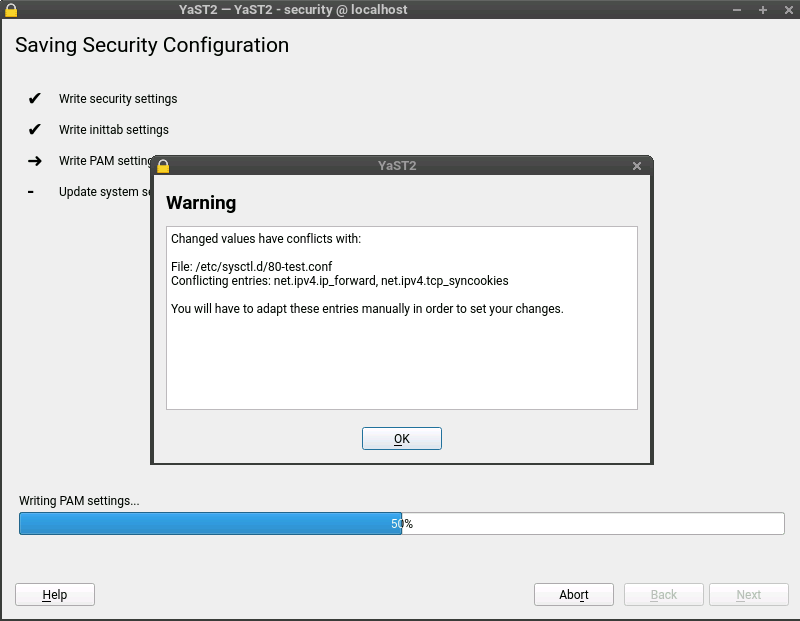 YaST2 — YaST2 - security @ localhost
Saving Security Configuration
Write security settings
Write inittab settings
Write PAM setting
Update system se
YaST2
Warning
Changed values have conflicts with:
File: /etc/sysctl.d/80-test.conf
Conflicting entries: net.ipv4.ip_forward, net.ipv4.tcp_syncookies
You will have to adapt these entries manually in order to set your changes.
OK
Writing PAM settings...
50%
Help
Abort
Back
Next